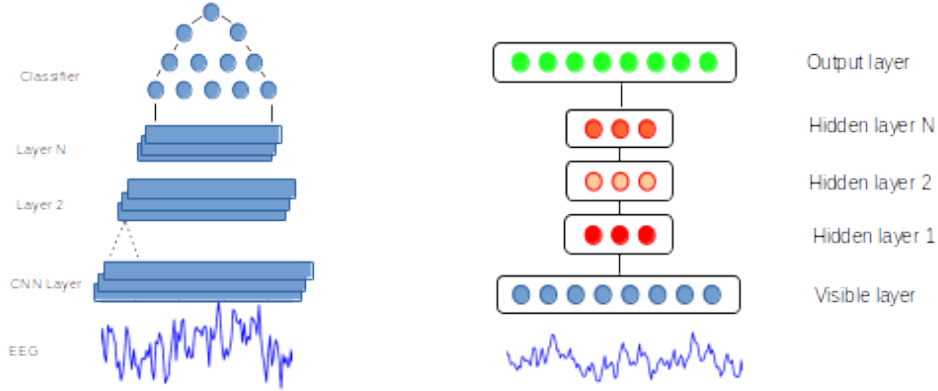 Classifier
Layer N
Layer 2
CNN Layer
EEG
Output layer
Hidden layer N
Hidden layer 2
Hidden layer 1
Visible layer